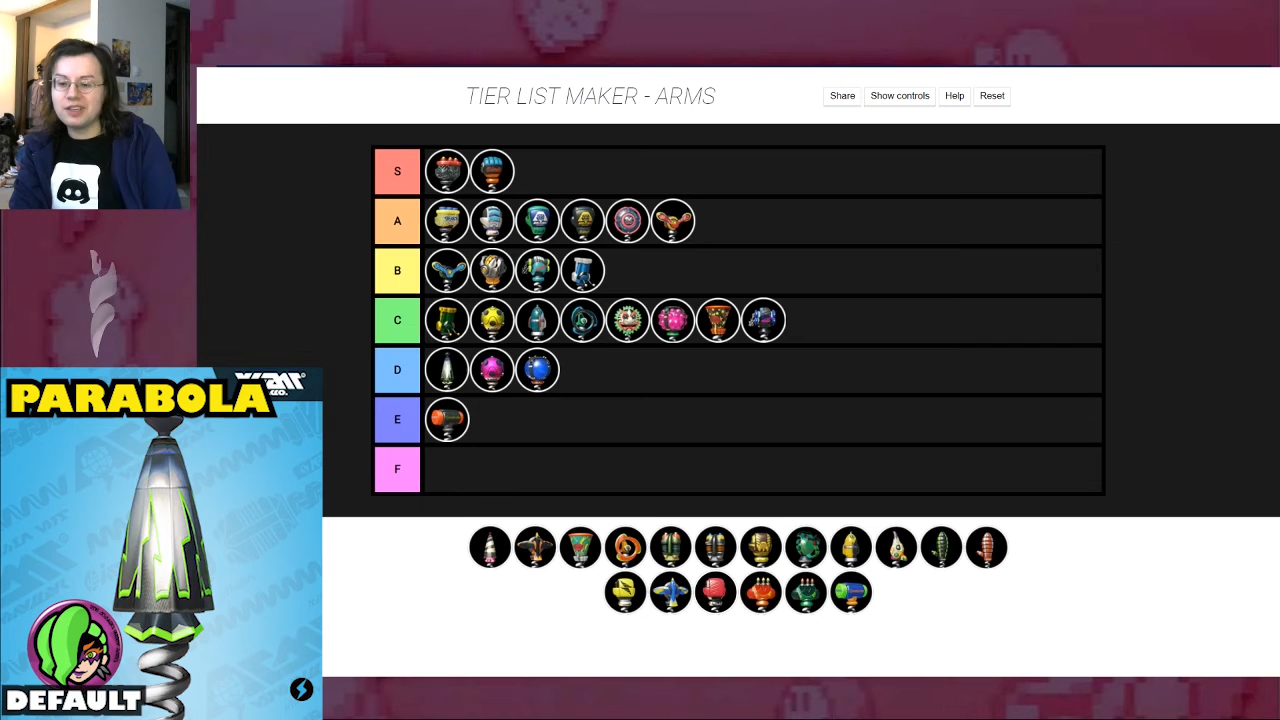 TIER LIST MAKER - ARMS
Share
Show controls
Help
Reset
S
A
B
C
D
E
F
PARABOLA
DEFAULT